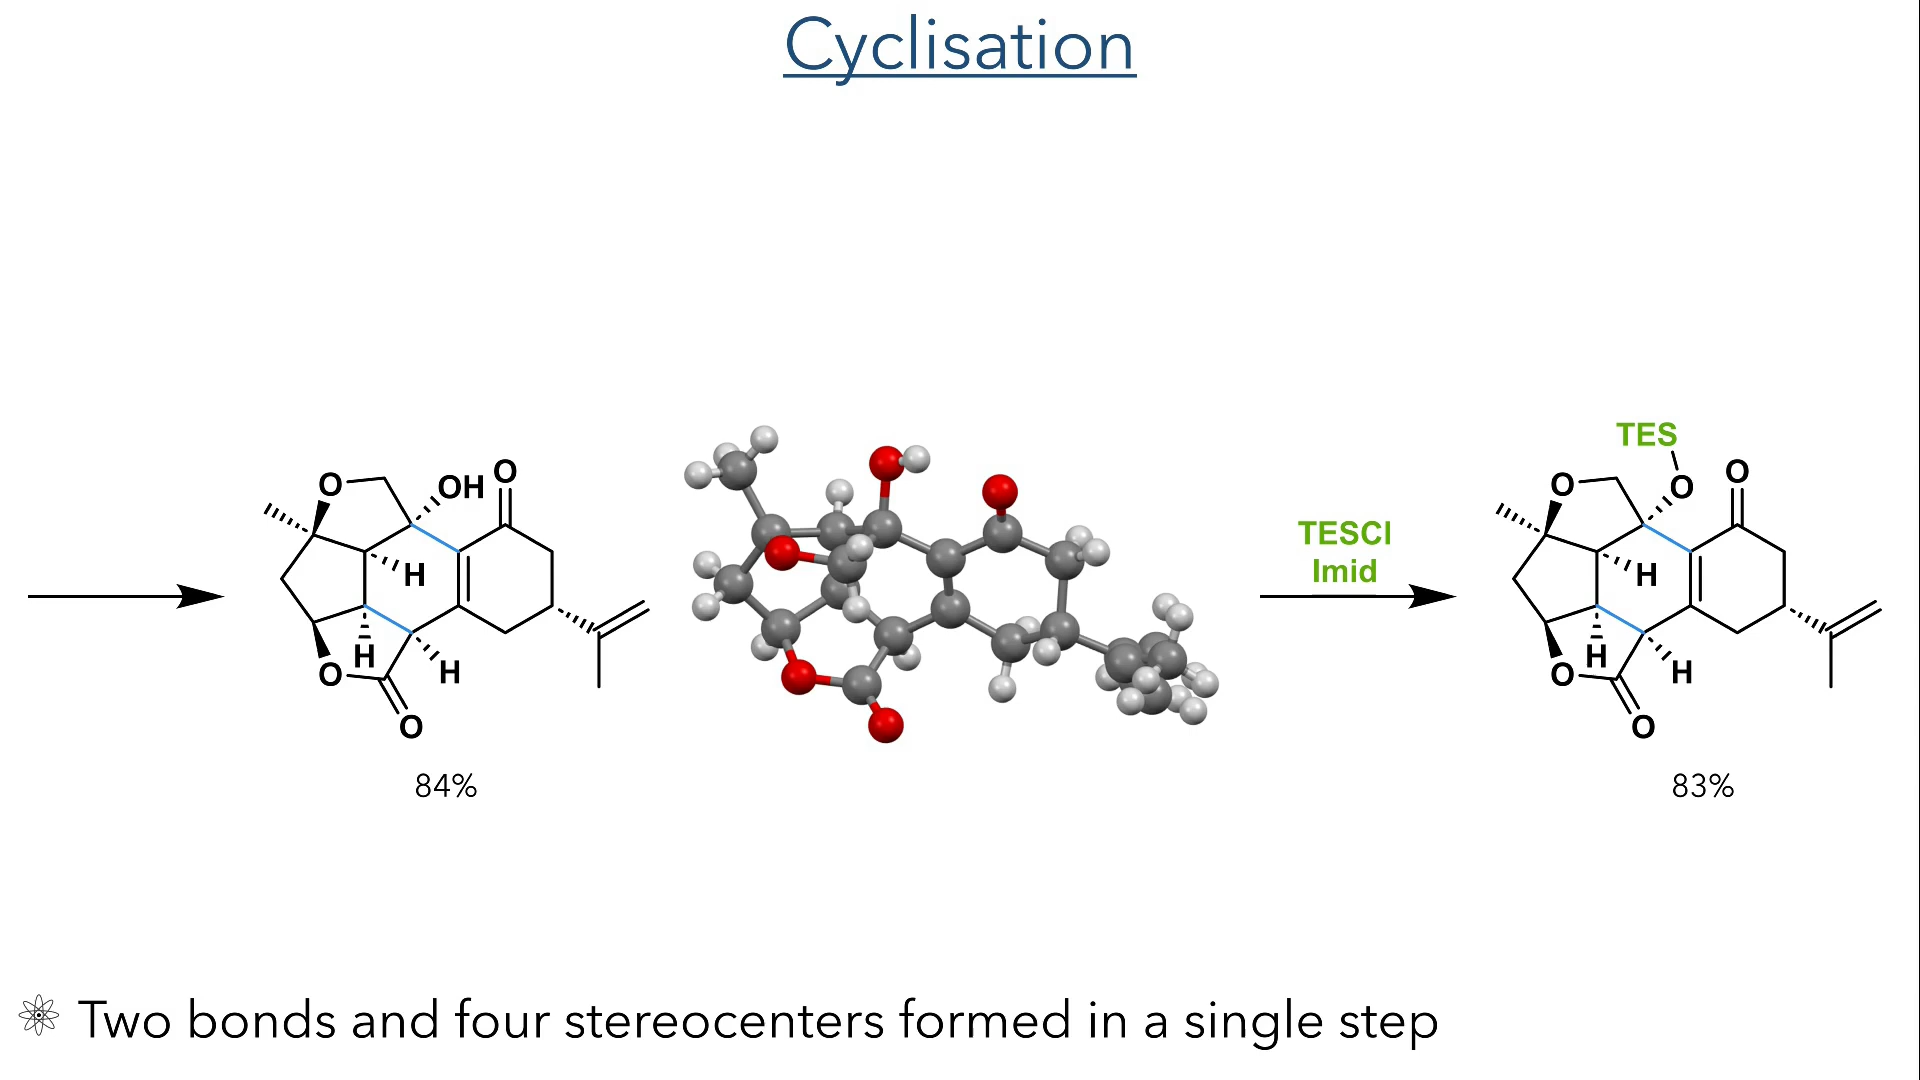 Cyclisation
O
OH
O
H
H
H
O
O
84%
TESCl
Imid
TES
O
O
O
H
H
H
O
O
83%
Two bonds and four stereocenters formed in a single step